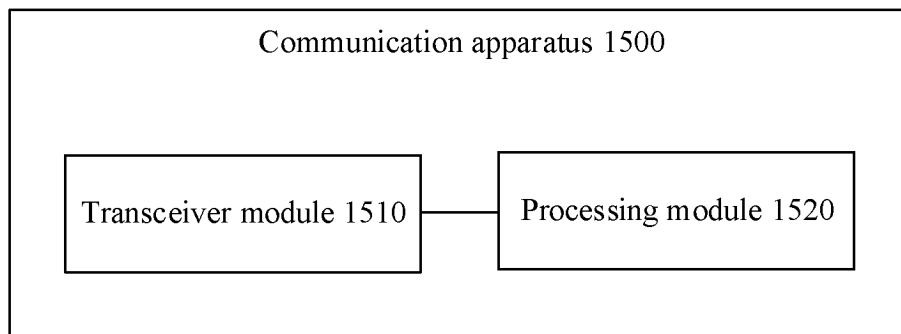 Communication apparatus 1500
Transceiver module 1510
Processing module 1520